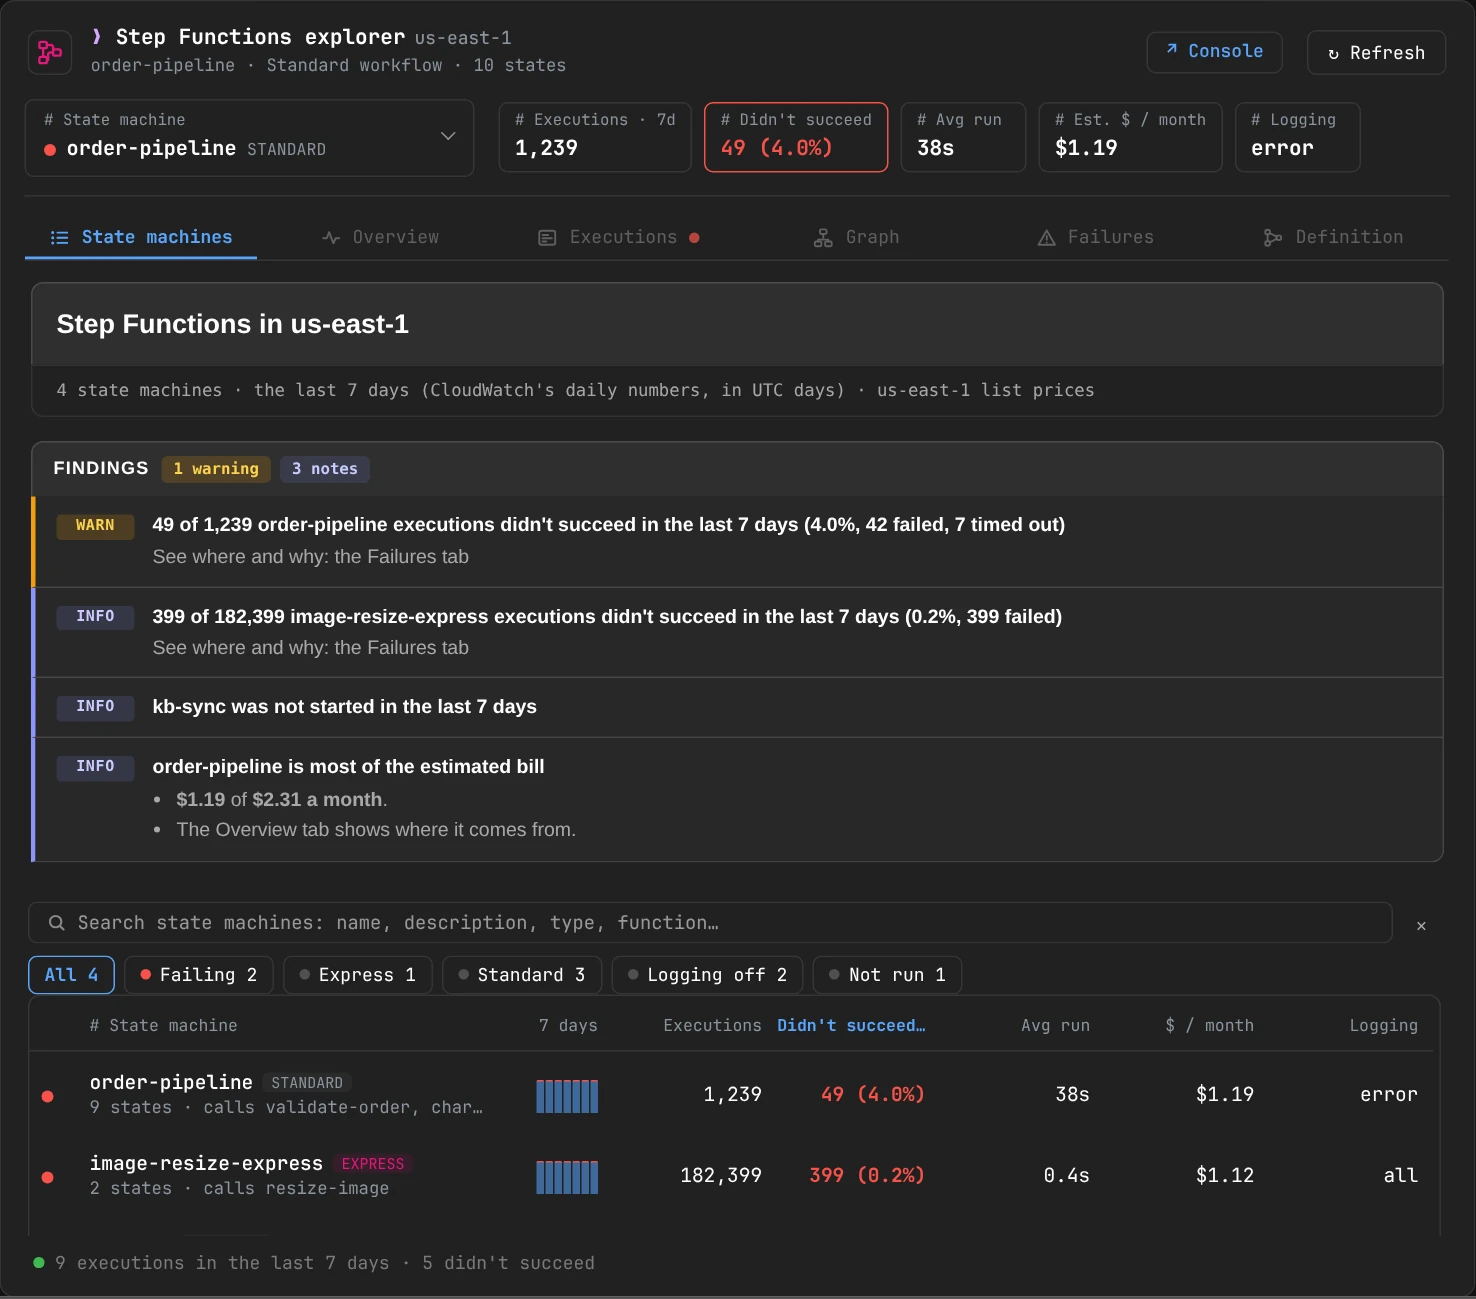 ❫ Step Functions explorer us-east-1
order-pipeline · Standard workflow · 10 states
↗ Console
↻ Refresh
# State machine
order-pipeline STANDARD
# Executions · 7d
1,239
# Didn't succeed
49 (4.0%)
# Avg run
38s
# Est. $ / month
$1.19
# Logging
error
State machines
Overview
Executions
Graph
Failures
Definition
Step Functions in us-east-1
4 state machines · the last 7 days (CloudWatch's daily numbers, in UTC days) · us-east-1 list prices
FINDINGS 1 warning 3 notes
WARN 49 of 1,239 order-pipeline executions didn't succeed in the last 7 days (4.0%, 42 failed, 7 timed out)
See where and why: the Failures tab
INFO 399 of 182,399 image-resize-express executions didn't succeed in the last 7 days (0.2%, 399 failed)
See where and why: the Failures tab
INFO kb-sync was not started in the last 7 days
INFO order-pipeline is most of the estimated bill
• $1.19 of $2.31 a month.
• The Overview tab shows where it comes from.
Search state machines: name, description, type, function…
×
All 4
Failing 2
Express 1
Standard 3
Logging off 2
Not run 1
# State machine 7 days Executions Didn't succeed… Avg run $ / month Logging
order-pipeline STANDARD 1,239 49 (4.0%) 38s $1.19 error
9 states · calls validate-order, char…
image-resize-express EXPRESS 182,399 399 (0.2%) 0.4s $1.12 all
2 states · calls resize-image
9 executions in the last 7 days · 5 didn't succeed